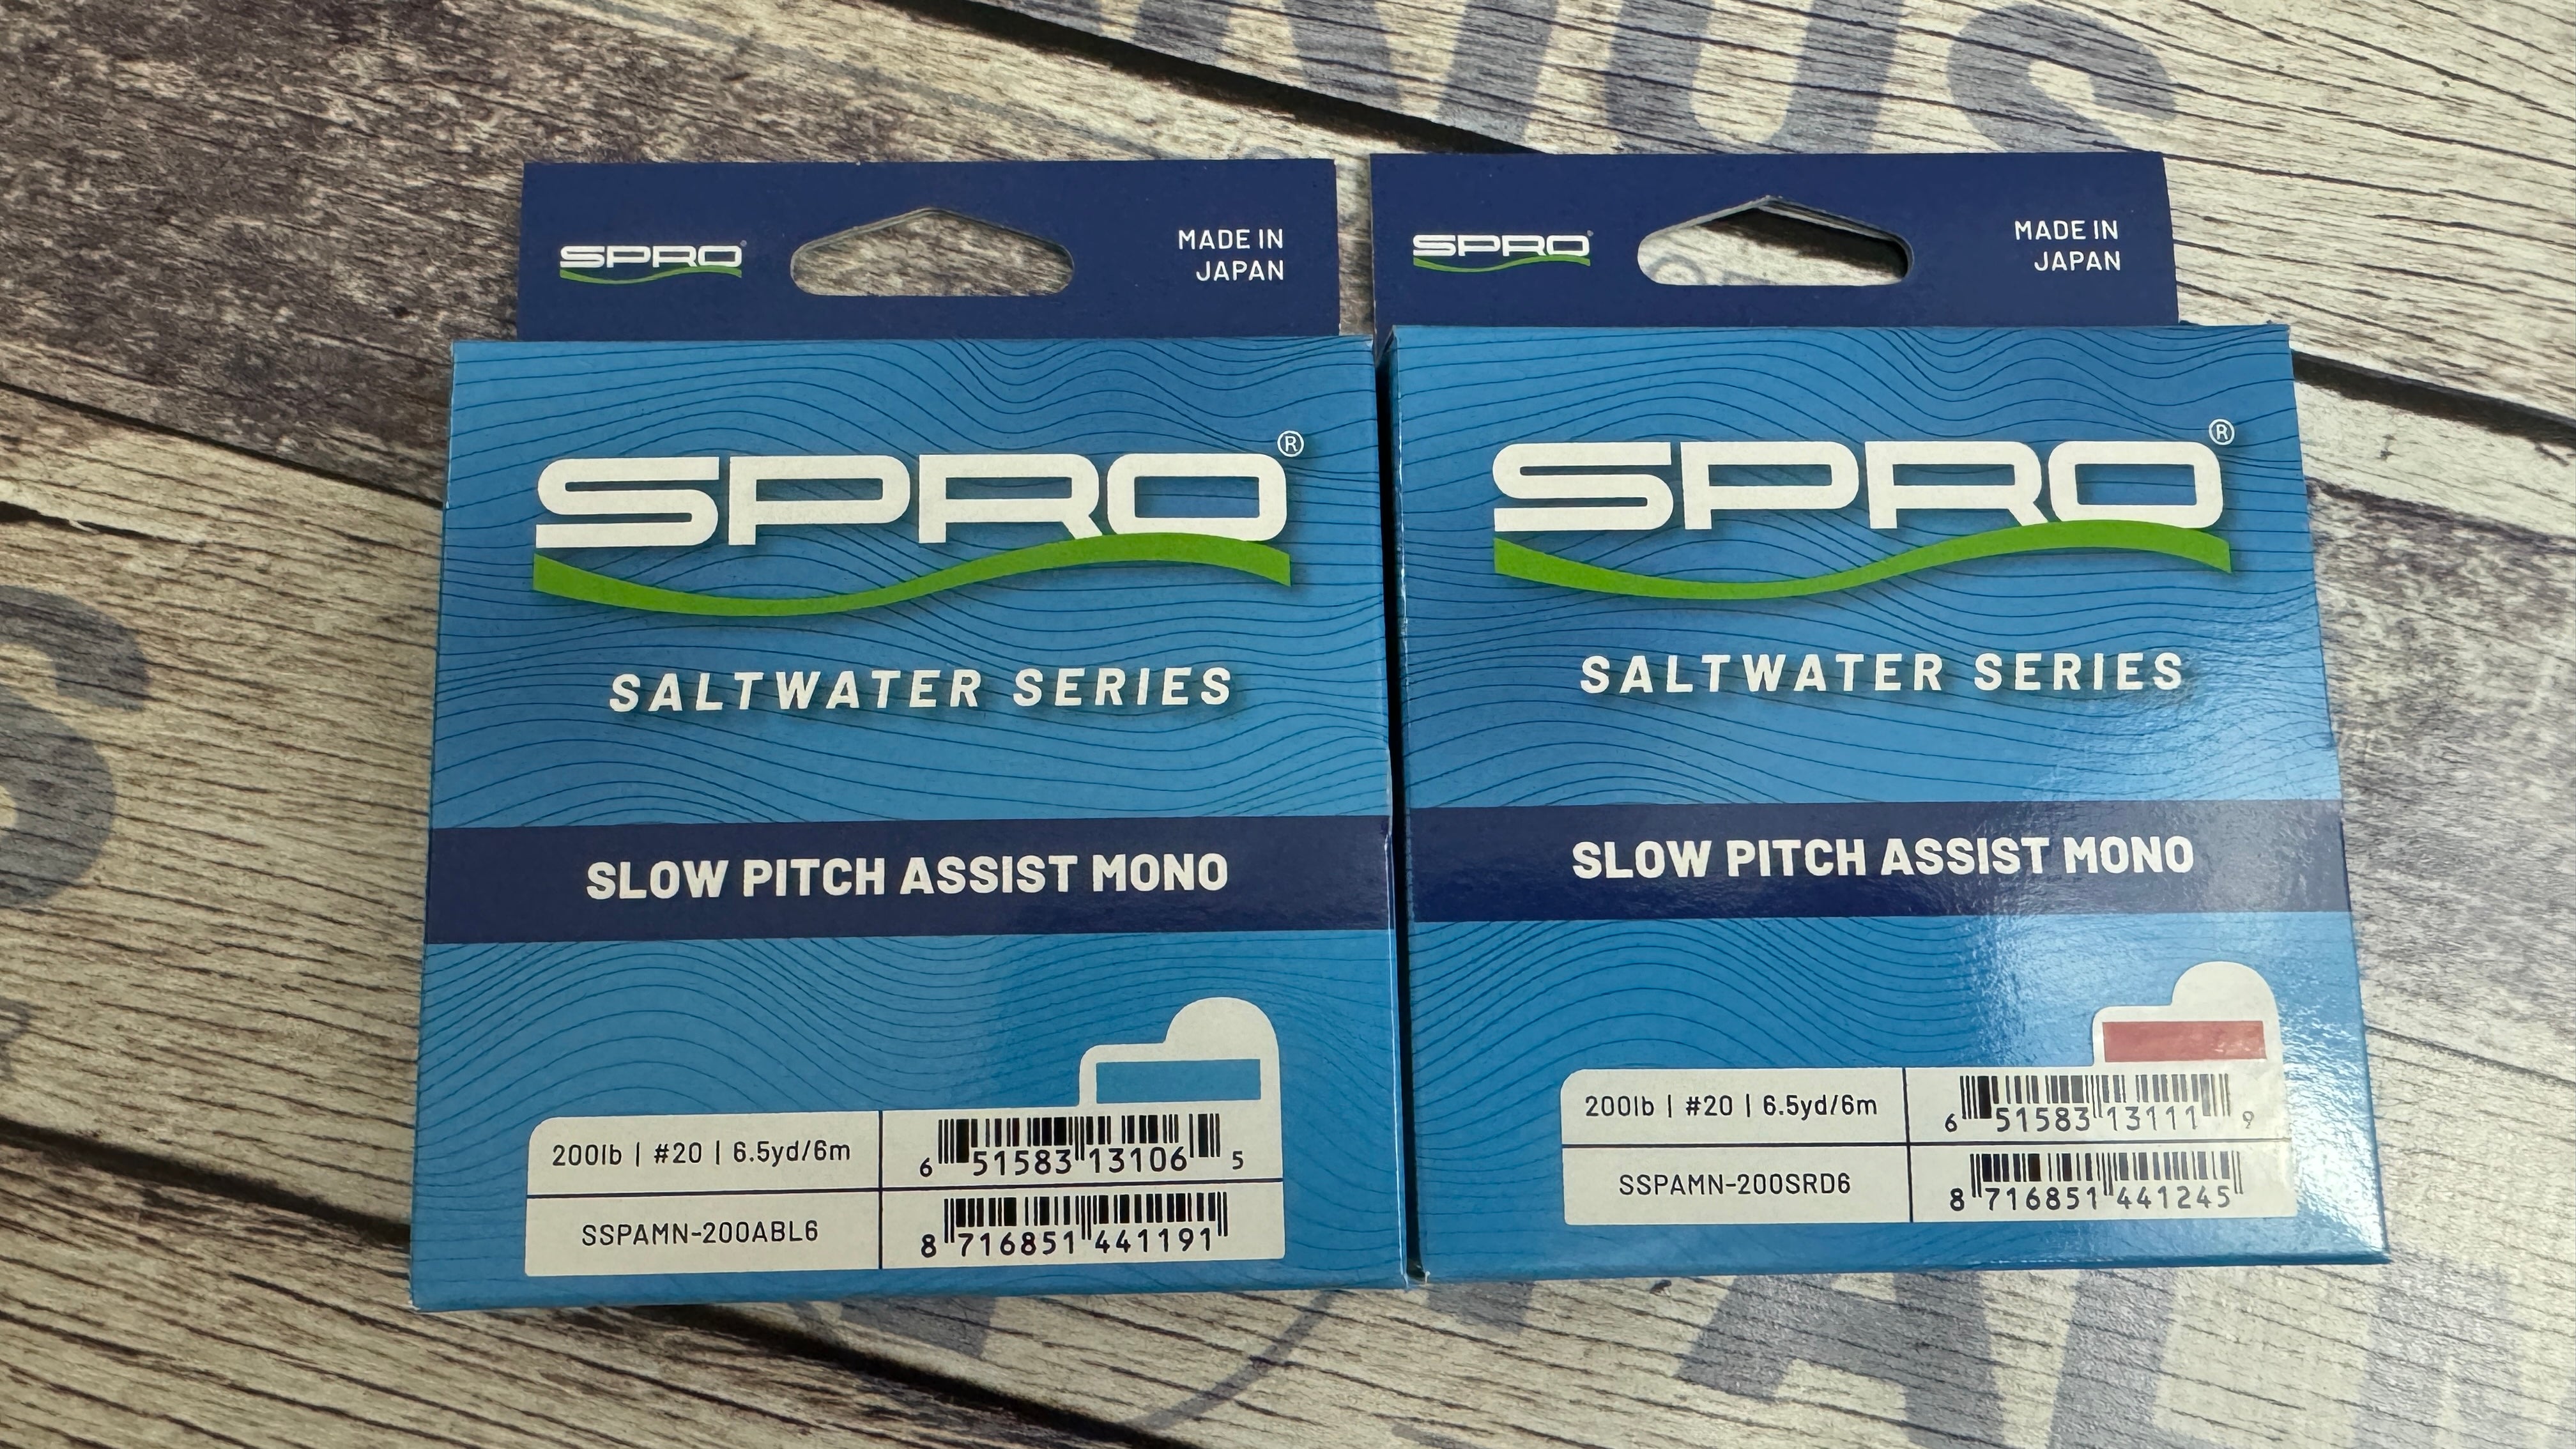 SPRO
MADE IN
JAPAN
SPRO®
SALTWATER SERIES
SLOW PITCH ASSIST MONO
200lb | #20 | 6.5yd/6m
6 51583 13106 5
SSPAMN-200ABL6
8 716851 441191
SPRO
MADE IN
JAPAN
SPRO®
SALTWATER SERIES
SLOW PITCH ASSIST MONO
200lb | #20 | 6.5yd/6m
6 51583 13111 9
SSPAMN-200SRD6
8 716851 441245